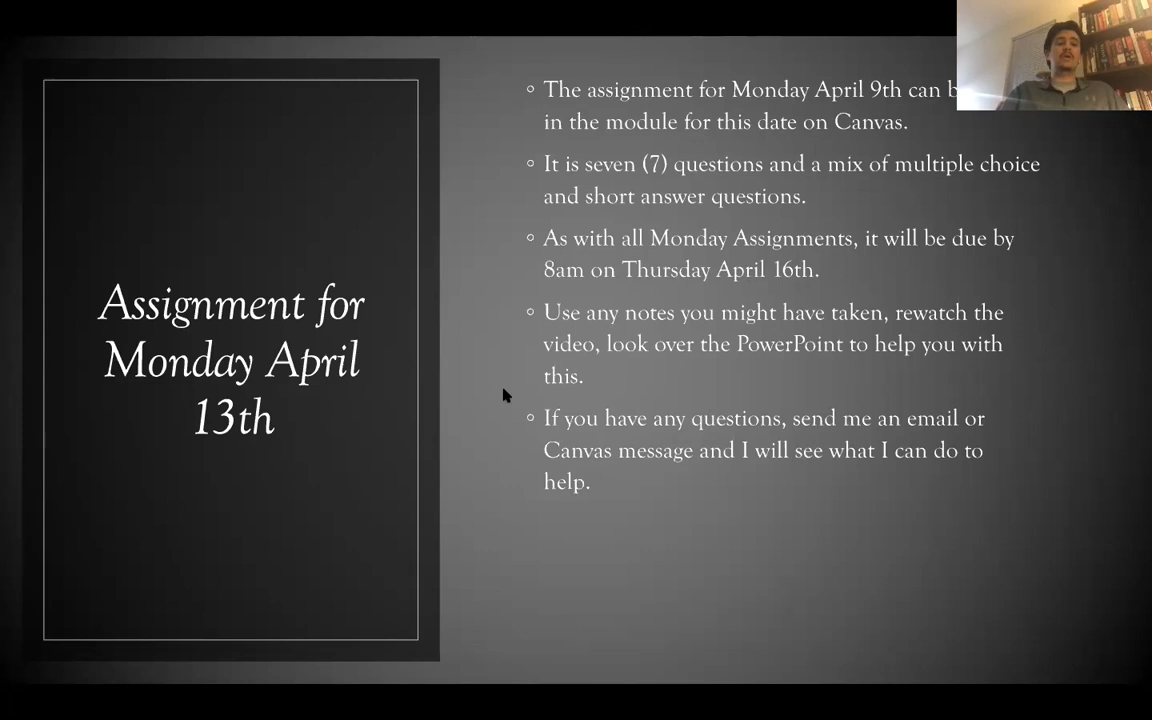 Assignment for
Monday April
13th
The assignment for Monday April 9th can
in the module for this date on Canvas.
It is seven (7) questions and a mix of multiple choice
and short answer questions.
As with all Monday Assignments, it will be due by
8am on Thursday April 16th.
Use any notes you might have taken, rewatch the
video, look over the PowerPoint to help you with
this.
If you have any questions, send me an email or
Canvas message and I will see what I can do to
help.